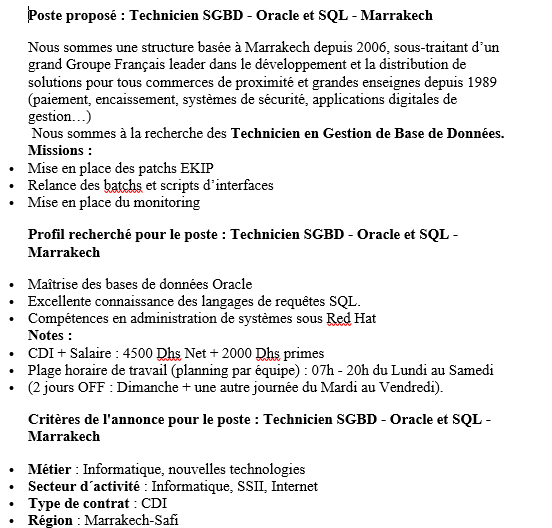 Poste proposé : Technicien SGBD - Oracle et SQL - Marrakech
Nous sommes une structure basée à Marrakech depuis 2006, sous-traitant d’un
grand Groupe Français leader dans le développement et la distribution de
solutions pour tous commerces de proximité et grandes enseignes depuis 1989
(paiement, encaissement, systèmes de sécurité, applications digitales de
gestion…)
Nous sommes à la recherche des Technicien en Gestion de Base de Données.
Missions :
• Mise en place des patchs EKIP
• Relance des batchs et scripts d’interfaces
• Mise en place du monitoring
Profil recherché pour le poste : Technicien SGBD - Oracle et SQL -
Marrakech
• Maîtrise des bases de données Oracle
• Excellente connaissance des langages de requêtes SQL.
• Compétences en administration de systèmes sous Red Hat
Notes :
• CDI + Salaire : 4500 Dhs Net + 2000 Dhs primes
• Plage horaire de travail (planning par équipe) : 07h - 20h du Lundi au Samedi
• (2 jours OFF : Dimanche + une autre journée du Mardi au Vendredi).
Critères de l'annonce pour le poste : Technicien SGBD - Oracle et SQL -
Marrakech
• Métier : Informatique, nouvelles technologies
• Secteur d´activité : Informatique, SSII, Internet
• Type de contrat : CDI
• Région : Marrakech-Safi